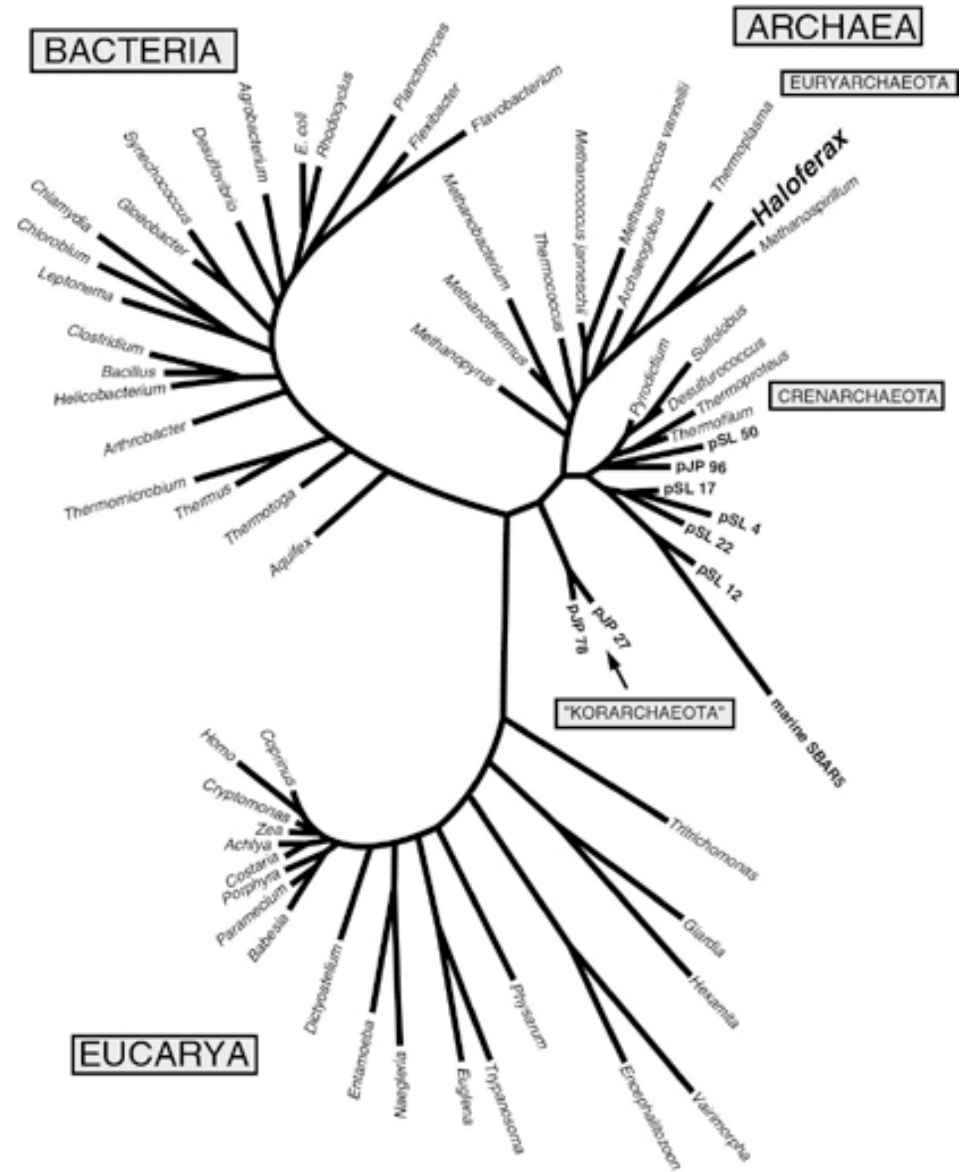 BACTERIA
ARCHAEA
EURYARCHAEOTA
Planctomyces
Flexibacter
Flavobacterium
Rhodocyclus
E. coli
Agrobacterium
Desulfovibrio
Synechococcus
Gloeobacter
Chlamydia
Chlorobium
Leptonema
Clostridium
Bacillus
Helicobacterium
Arthrobacter
Thermomicrobium
Thermus
Thermotoga
Aquifex
Methanopyrus
Methanothermus
Methanobacterium
Thermococcus
Methanococcus janneschii
Methanococcus vannelii
Archaeoglobus
Thermoplasma
Haloferax
Methanospirillum
CRENARCHAEOTA
Pyrodictium
Sulfolobus
Desulfurococcus
Thermoproteus
Thermofilum
pSL 50
pJP 96
pSL 17
pSL 4
pSL 22
pSL 12
marine SBAR5
pJP 27
pJP 78
"KORARCHAEOTA"
Tritrichomonas
Giardia
Hexamita
Vairimorpha
Encephalitozoon
Physarum
Trypanosoma
Euglena
Naegleria
Entamoeba
Dictyostelium
Babesia
Paramecium
Porphyra
Costaria
Achlya
Zea
Cryptomonas
Homo
Coprinus
EUCARYA